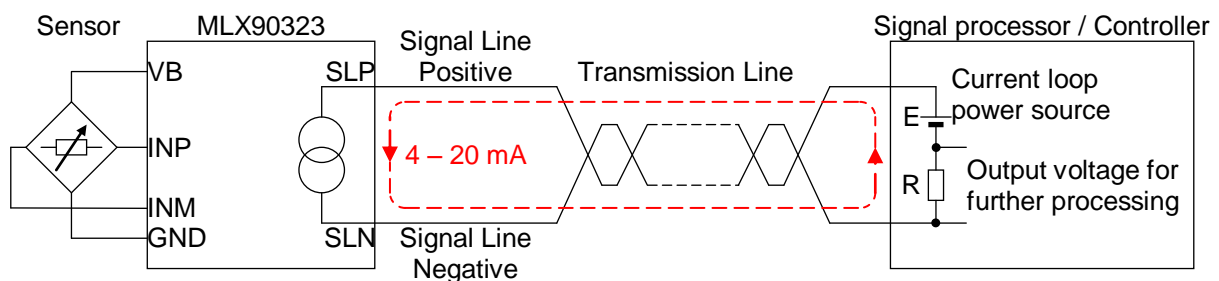 Sensor
MLX90323
Signal processor / Controller
VB
SLP
Signal Line
Positive
Transmission Line
Current loop
power source
E
INP
4 – 20 mA
Output voltage for
further processing
R
INM
GND
SLN
Signal Line
Negative